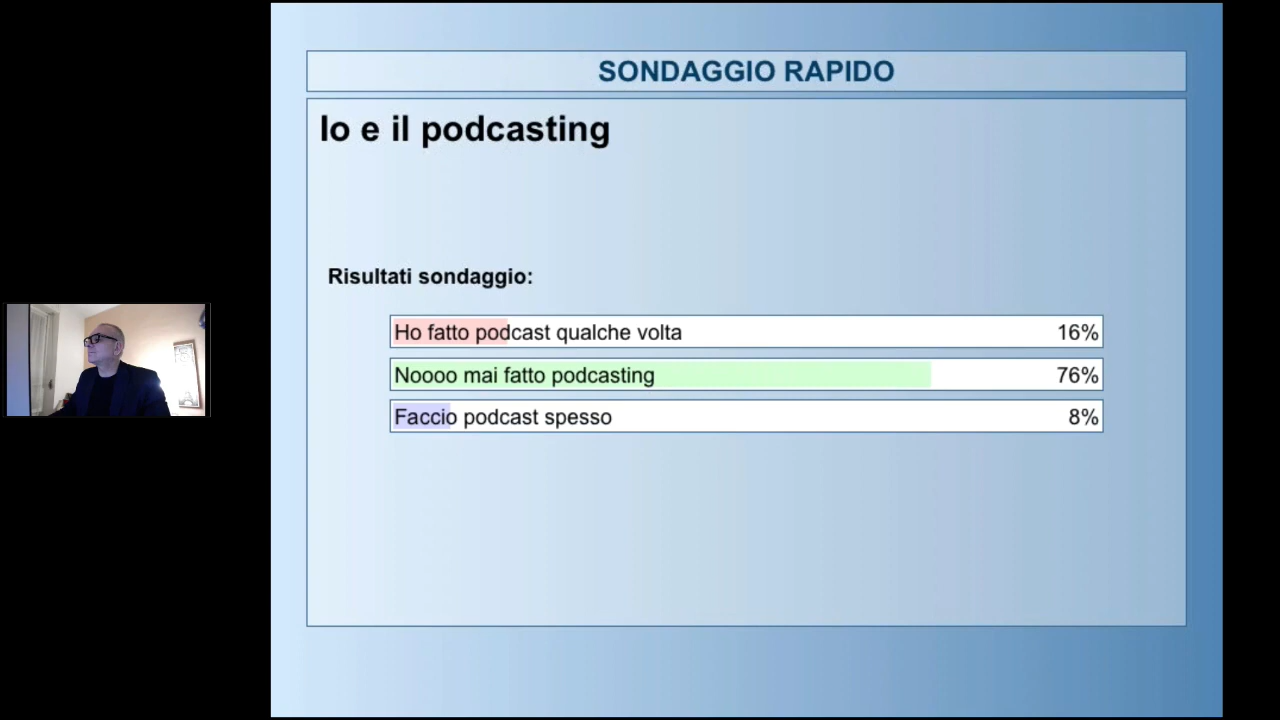 SONDAGGIO RAPIDO
Io e il podcasting
Risultati sondaggio:
Ho fatto podcast qualche volta 16%
Noooo mai fatto podcasting 76%
Faccio podcast spesso 8%